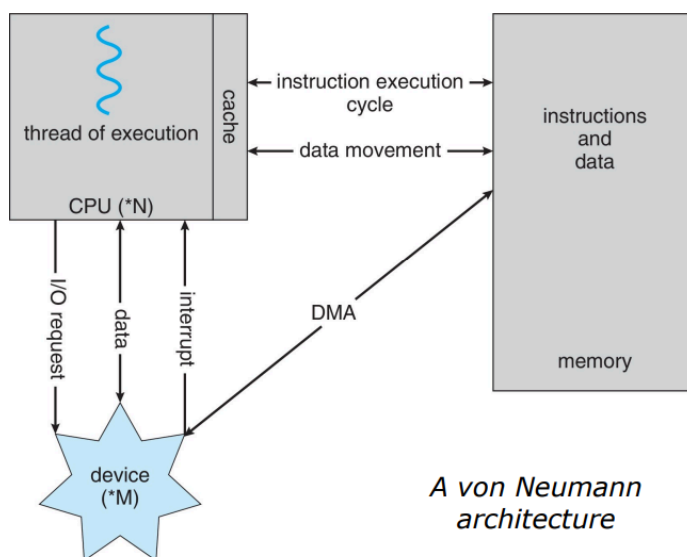 thread of execution
cache
CPU (*N)
instruction execution
cycle
data movement
instructions
and
data
memory
I/O request
data
interrupt
DMA
device
(*M)
A von Neumann
architecture